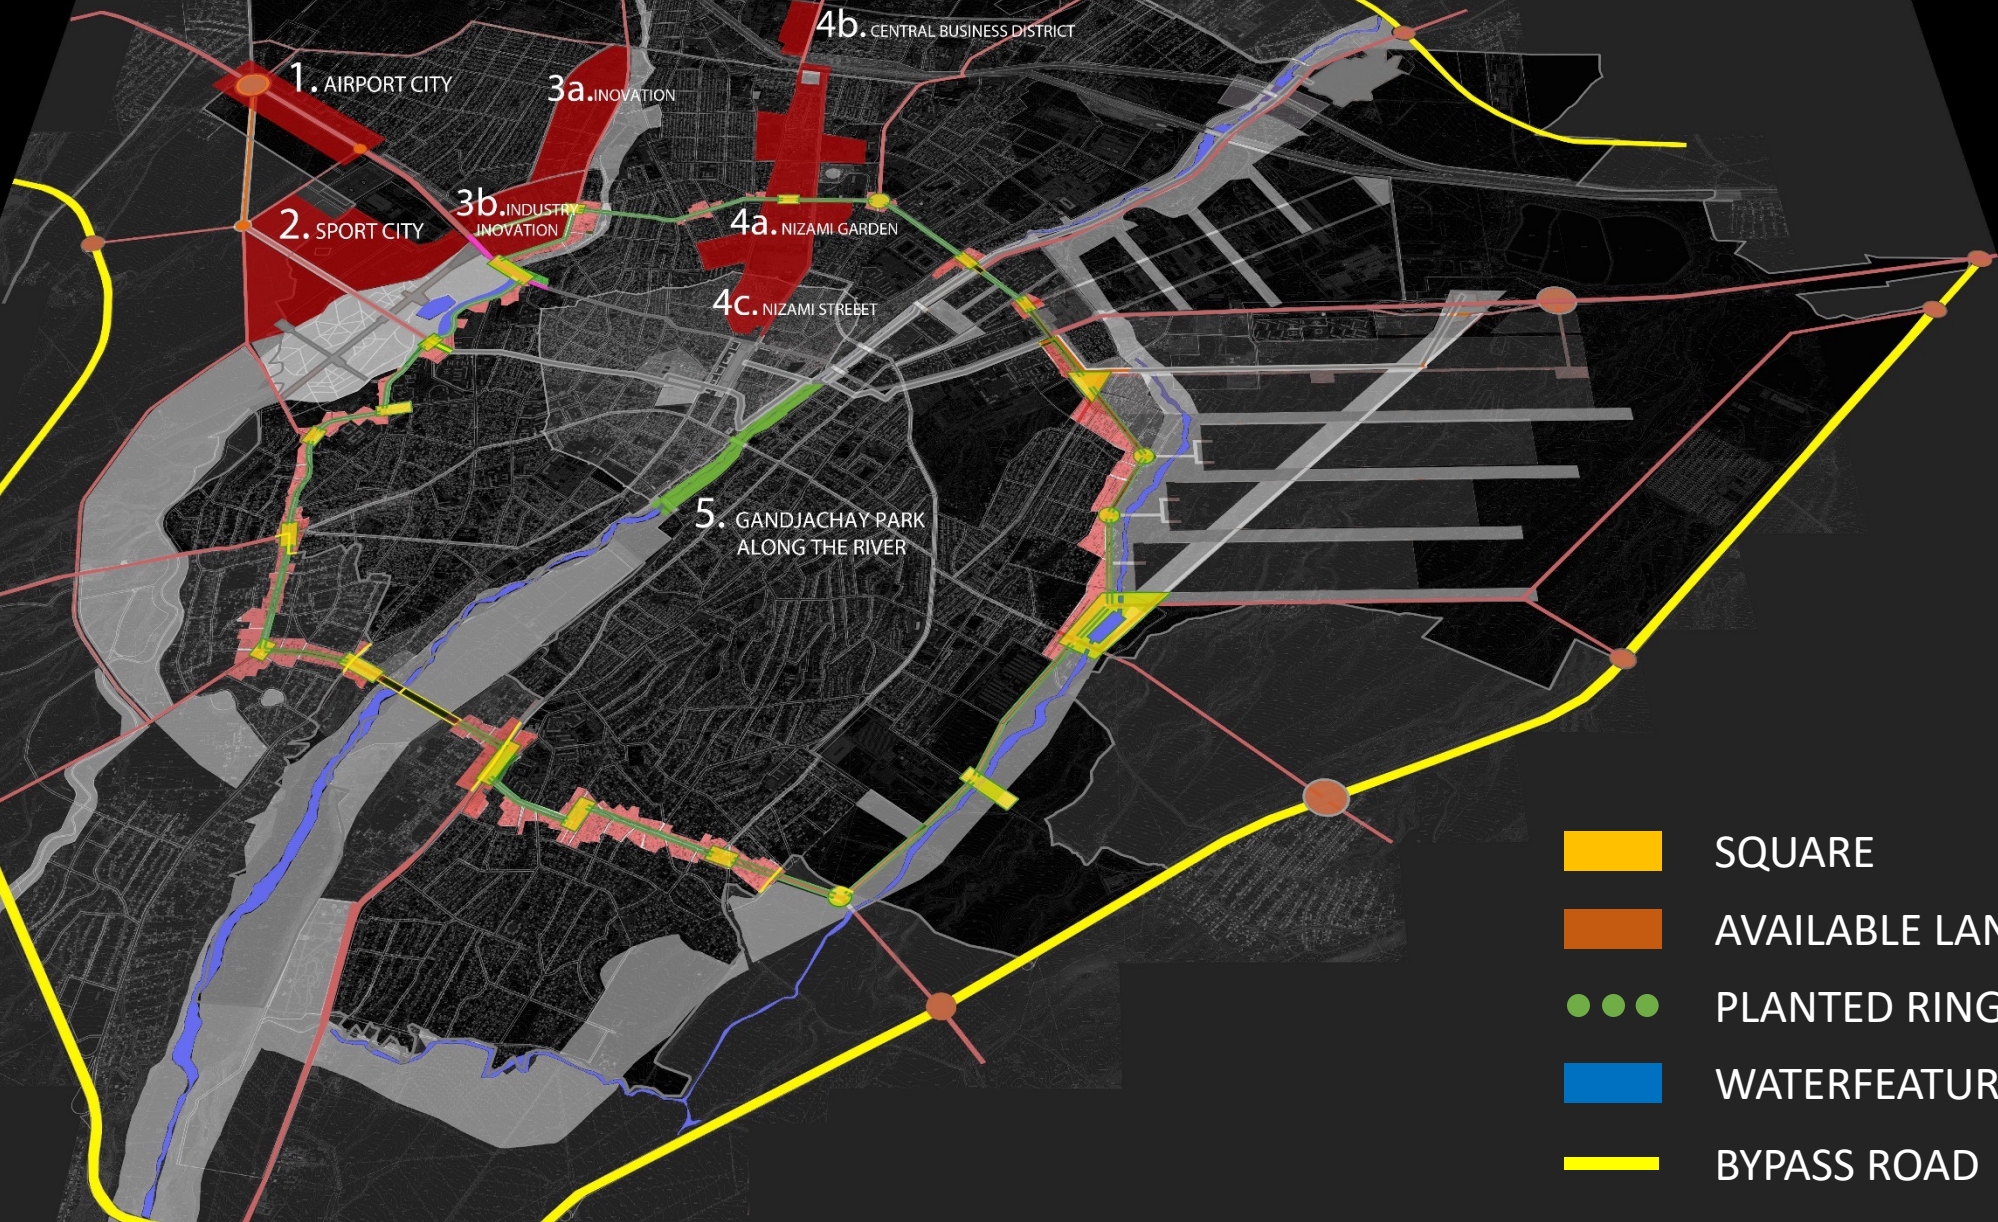 4b. CENTRAL BUSINESS DISTRICT
1. AIRPORT CITY
3a. INOVATION
3b. INDUSTRY
INOVATION
2. SPORT CITY
4a. NIZAMI GARDEN
4c. NIZAMI STREEET
5. GANDJACHAY PARK
ALONG THE RIVER
SQUARE
AVAILABLE LAN
PLANTED RING
WATERFEATUR
BYPASS ROAD